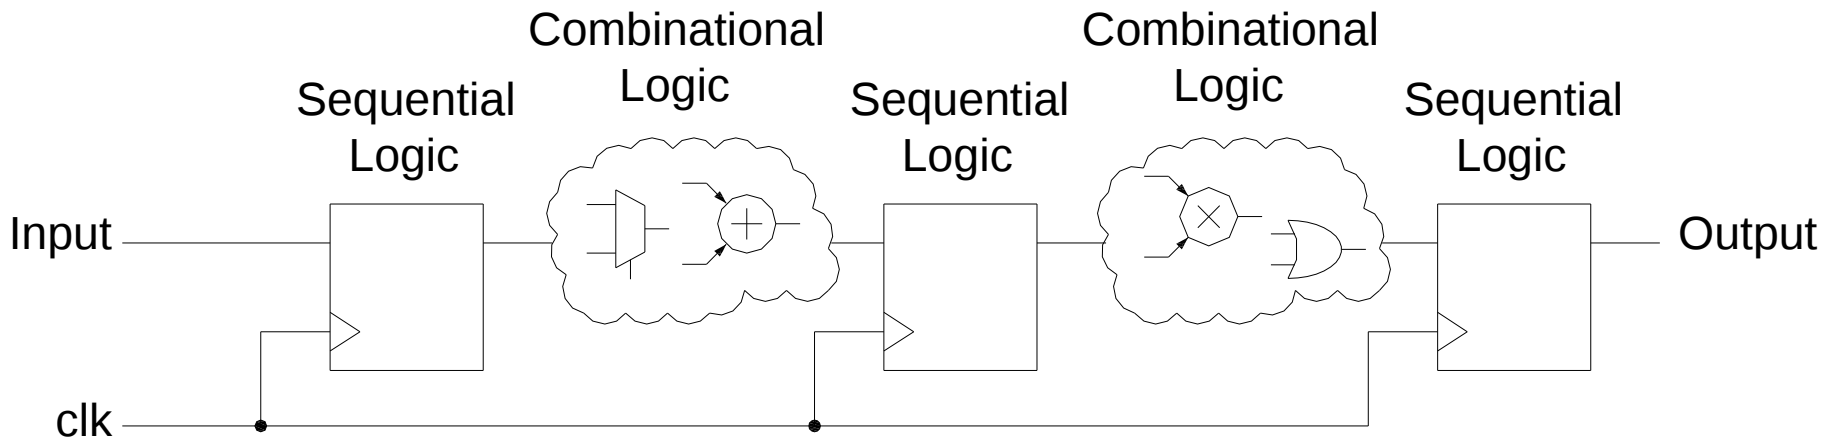 Combinational
Logic
Combinational
Logic
Sequential
Logic
Sequential
Logic
Sequential
Logic
Input
Output
clk